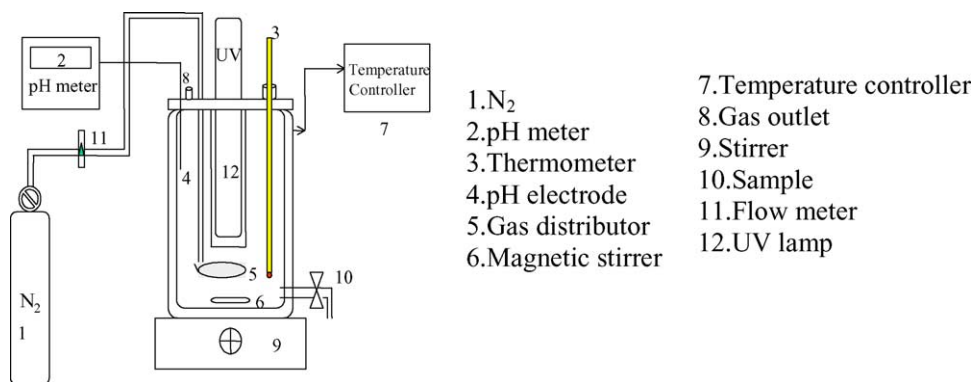 3
UV
2
pH meter
8
Temperature
Controller
7
11
4
12
5
10
6
N₂
1
9
1.N₂
2.pH meter
3.Thermometer
4.pH electrode
5.Gas distributor
6.Magnetic stirrer
7.Temperature controller
8.Gas outlet
9.Stirrer
10.Sample
11.Flow meter
12.UV lamp